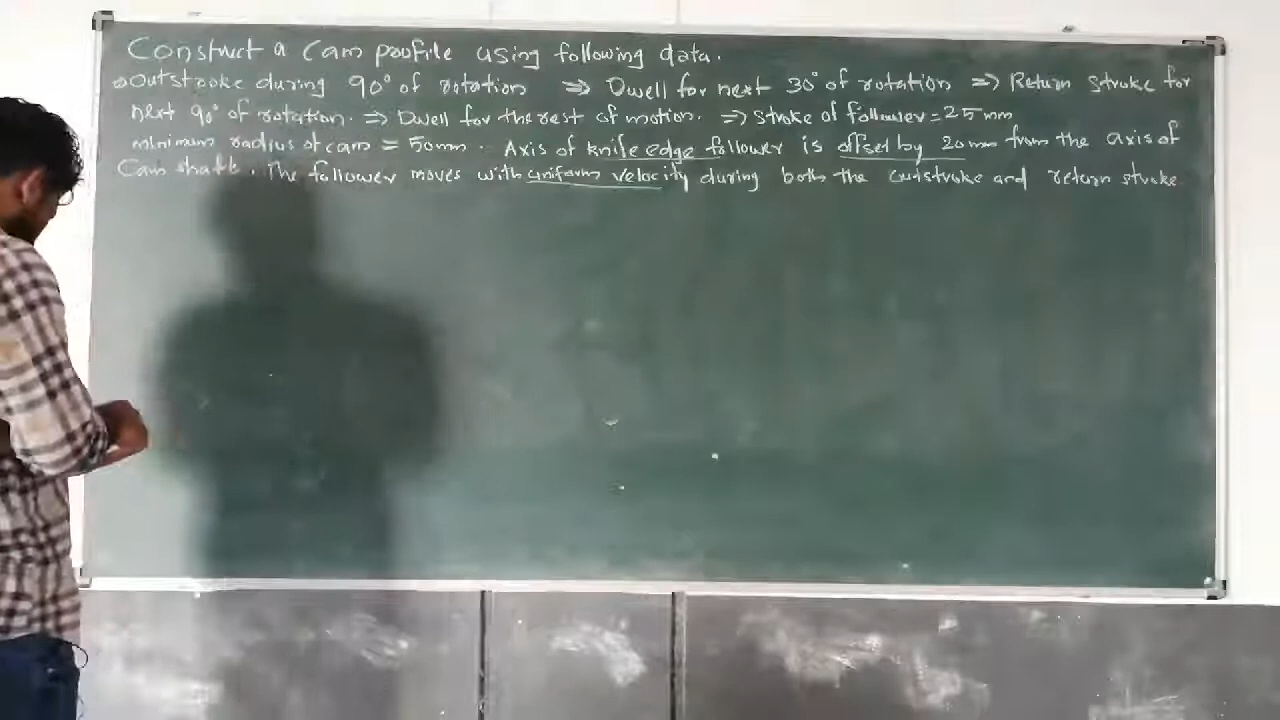 Construct a Cam profile using following data.
⇒ Outstroke during 90° of rotation ⇒ Dwell for next 30° of rotation ⇒ Return stroke for
next 90° of rotation. ⇒ Dwell for the rest of motion. ⇒ Stroke of follower = 25 mm
minimum radius of cam = 50mm. Axis of knife edge follower is offset by 20mm from the axis of
Cam shaft. The follower moves with uniform velocity during both the outstroke and return stroke